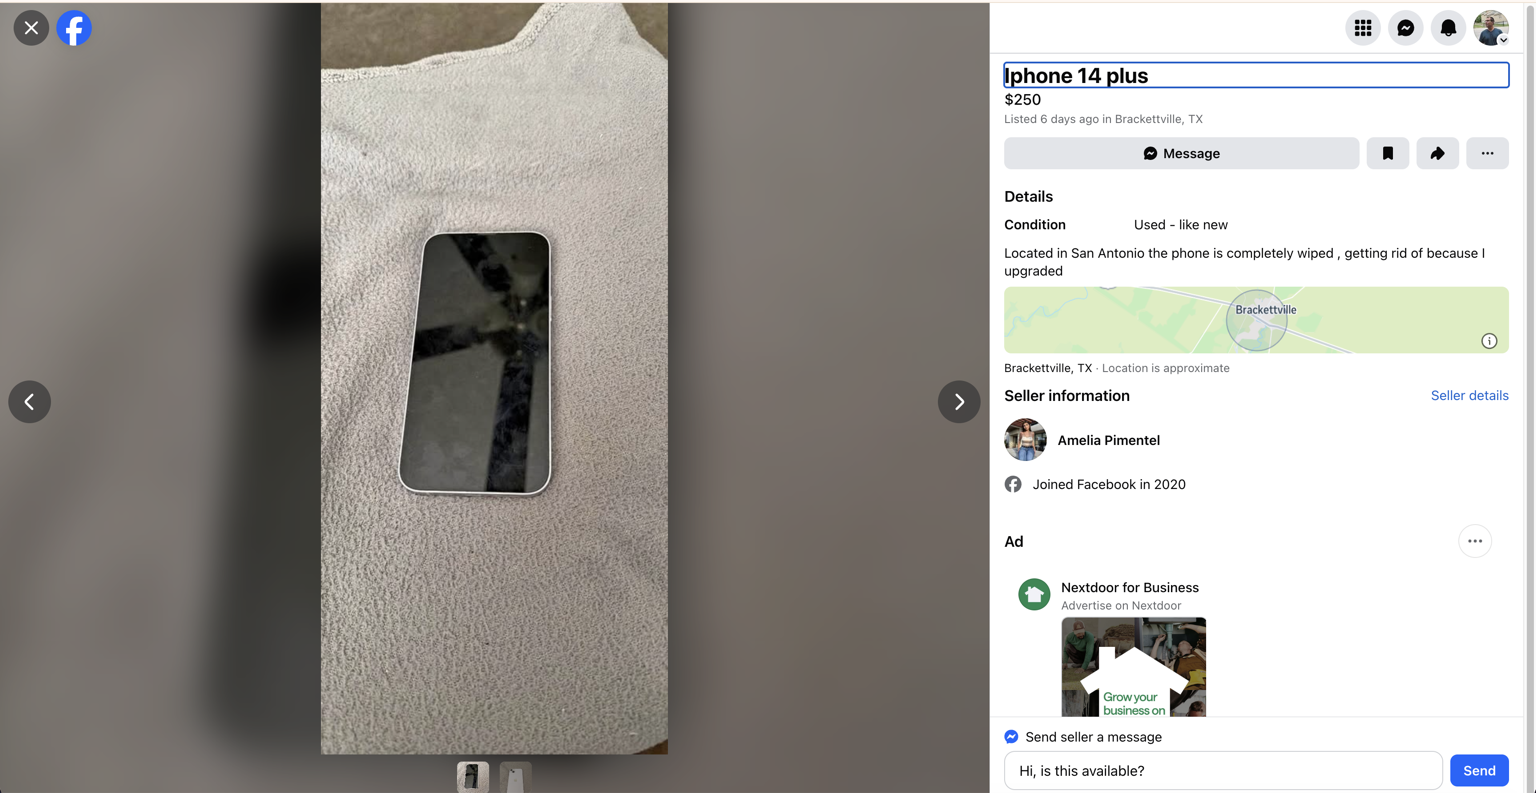 Iphone 14 plus
$250
Listed 6 days ago in Brackettville, TX
Message
Details
Condition Used - like new
Located in San Antonio the phone is completely wiped , getting rid of because I
upgraded
Brackettville
Brackettville, TX · Location is approximate
Seller information Seller details
Amelia Pimentel
Joined Facebook in 2020
Ad
Nextdoor for Business
Advertise on Nextdoor
Grow your
business on
Send seller a message
Hi, is this available?
Send